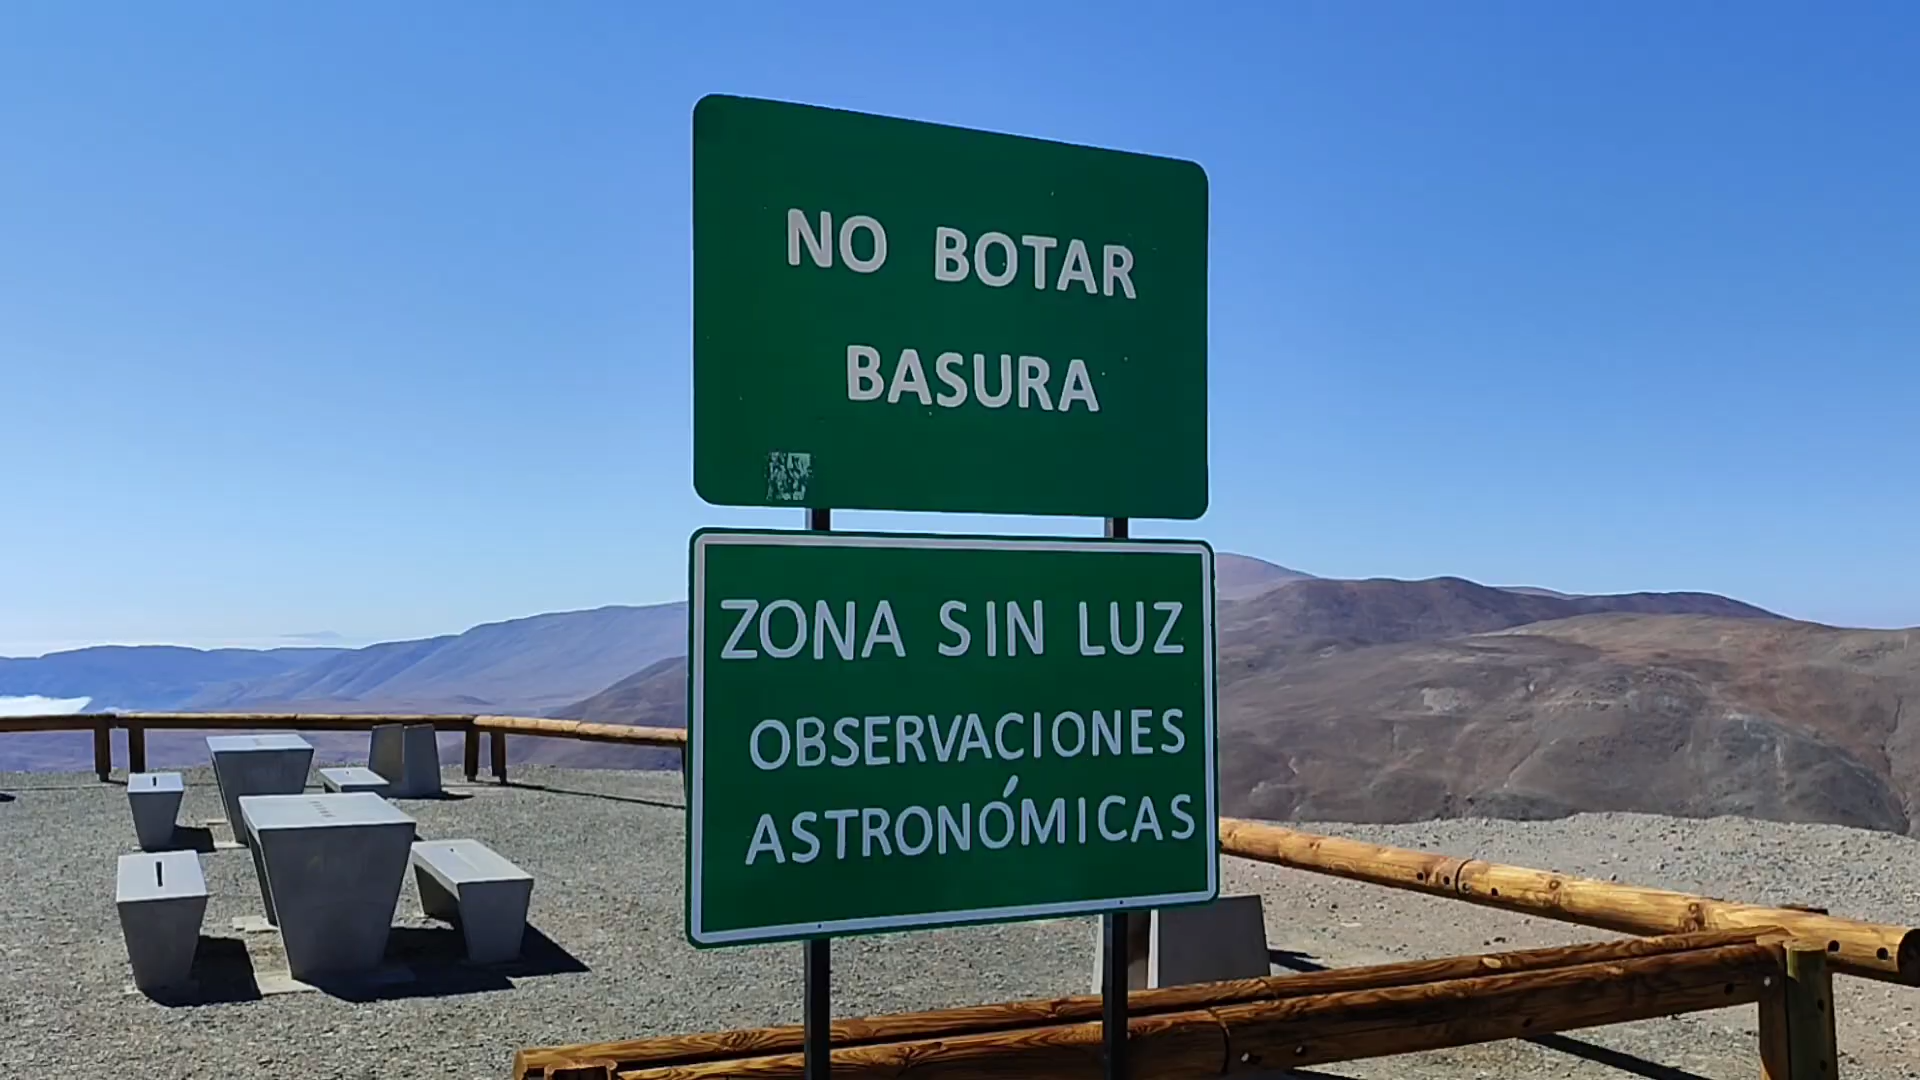 NO BOTAR
BASURA
ZONA SIN LUZ
OBSERVACIONES
ASTRONÓMICAS